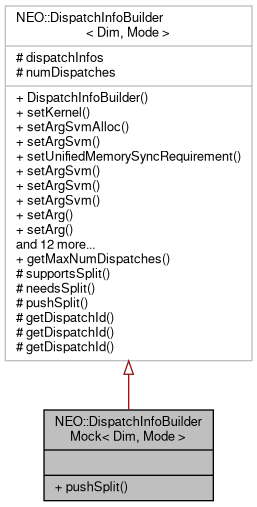 NEO::DispatchInfoBuilder
< Dim, Mode >
# dispatchInfos
# numDispatches
+ DispatchInfoBuilder()
+ setKernel()
+ setArgSvmAlloc()
+ setArgSvm()
+ setUnifiedMemorySyncRequirement()
+ setArgSvm()
+ setArgSvm()
+ setArgSvm()
+ setArg()
+ setArg()
and 12 more...
+ getMaxNumDispatches()
# supportsSplit()
# needsSplit()
# pushSplit()
# getDispatchId()
# getDispatchId()
# getDispatchId()
NEO::DispatchInfoBuilder
Mock< Dim, Mode >
+ pushSplit()